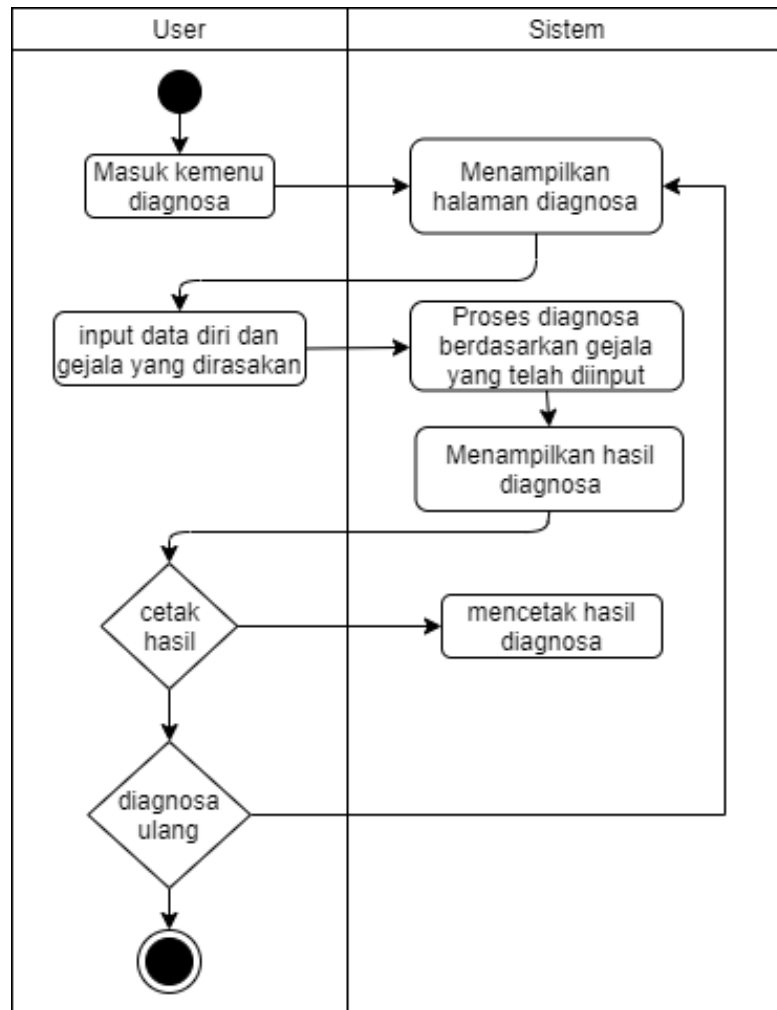 User
Sistem
Masuk kemenu
diagnosa
Menampilkan
halaman diagnosa
input data diri dan
gejala yang dirasakan
Proses diagnosa
berdasarkan gejala
yang telah diinput
Menampilkan hasil
diagnosa
cetak
hasil
mencetak hasil
diagnosa
diagnosa
ulang